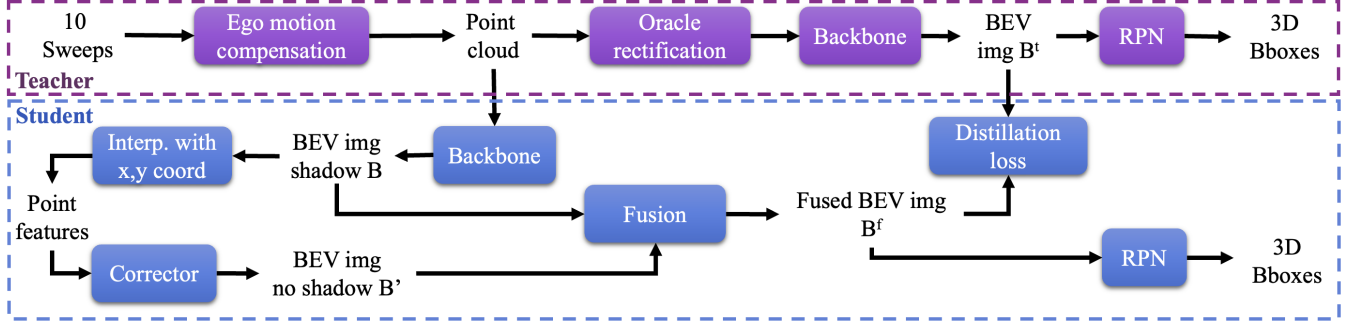 10
Sweeps
Ego motion
compensation
Point
cloud
Oracle
rectification
Backbone
BEV
img Bᵗ
RPN
3D
Bboxes
Teacher
Student
Interp. with
x,y coord
BEV img
shadow B
Backbone
Distillation
loss
Point
features
Fusion
Fused BEV img
Bᶠ
Corrector
BEV img
no shadow B’
RPN
3D
Bboxes